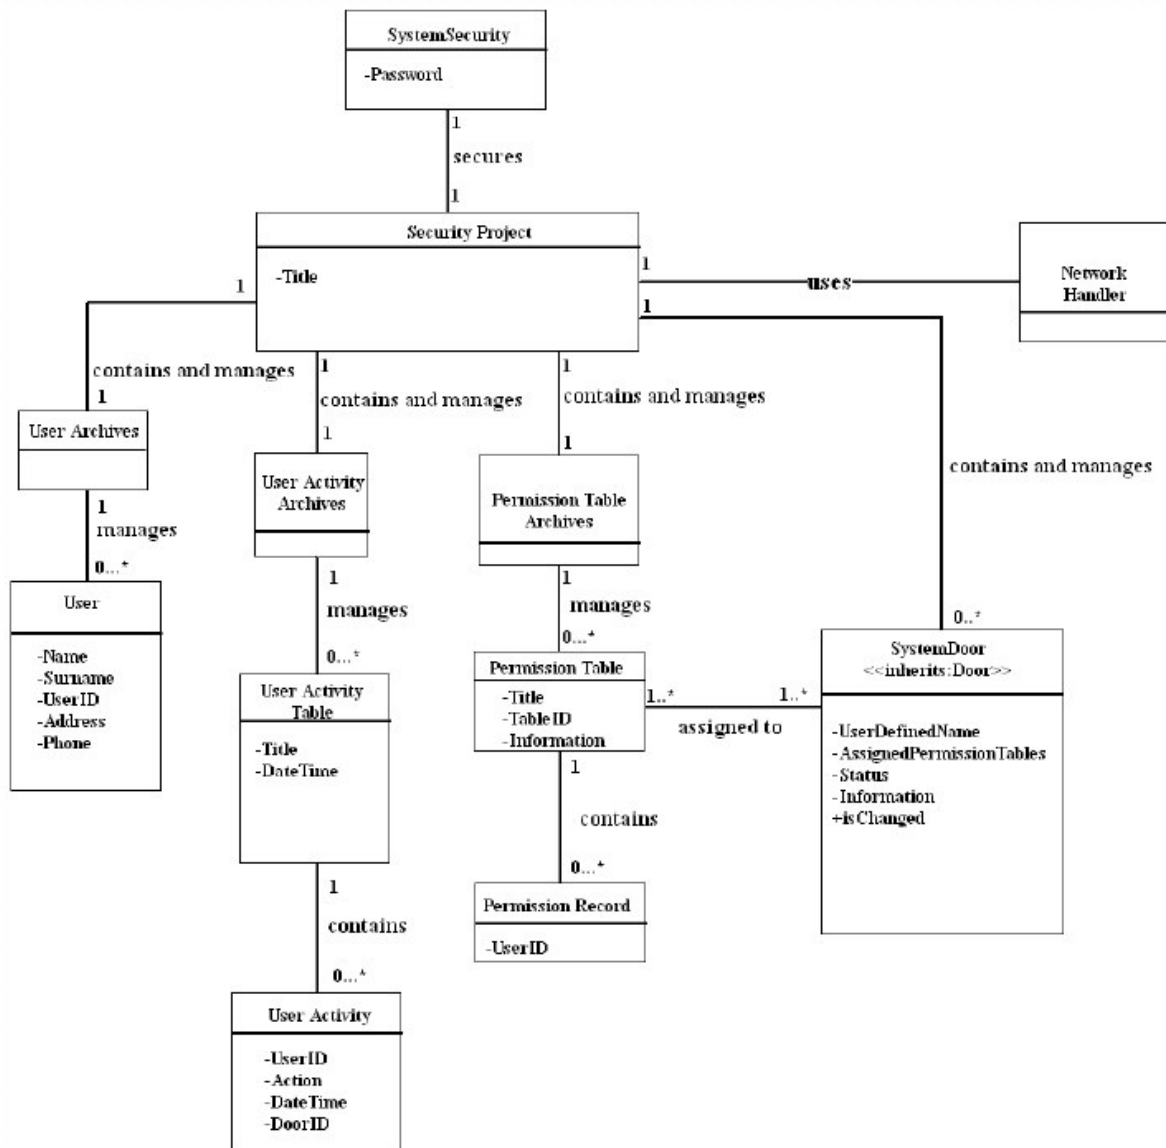 SystemSecurity
-Password
1
secures
1
Security Project
-Title
1
uses
Network
Handler
1
1
contains and manages
1
User Archives
1
manages
0...*
User
-Name
-Surname
-UserID
-Address
-Phone
1
contains and manages
1
User Activity
Archives
1
manages
0...*
User Activity
Table
-Title
-DateTime
1
contains
0...*
User Activity
-UserID
-Action
-DateTime
-DoorID
1
contains and manages
1
Permission Table
Archives
1
manages
0...*
Permission Table
-Title
-TableID
-Information
1..*
1..*
assigned to
1
contains
0...*
Permission Record
-UserID
contains and manages
0..*
SystemDoor
<<inherits:Door>>
-UserDefinedName
-AssignedPermissionTables
-Status
-Information
+isChanged